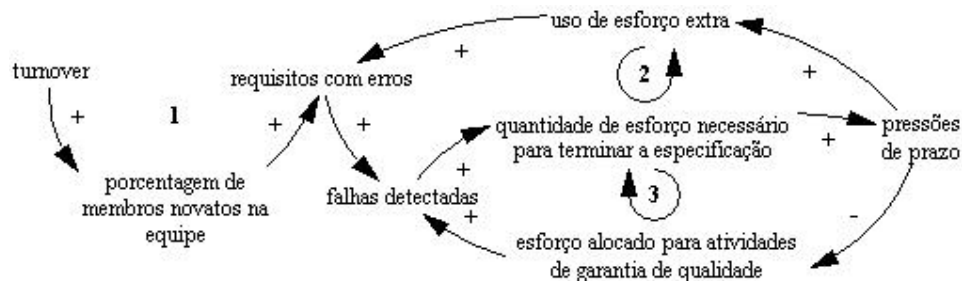 uso de esforço extra
+
+
turnover
requisitos com erros
2
+
1
+
+
quantidade de esforço necessário
para terminar a especificação
+
pressões
de prazo
porcentagem de
membros novatos na
equipe
falhas detectadas
+
3
+
-
esforço alocado para atividades
de garantia de qualidade